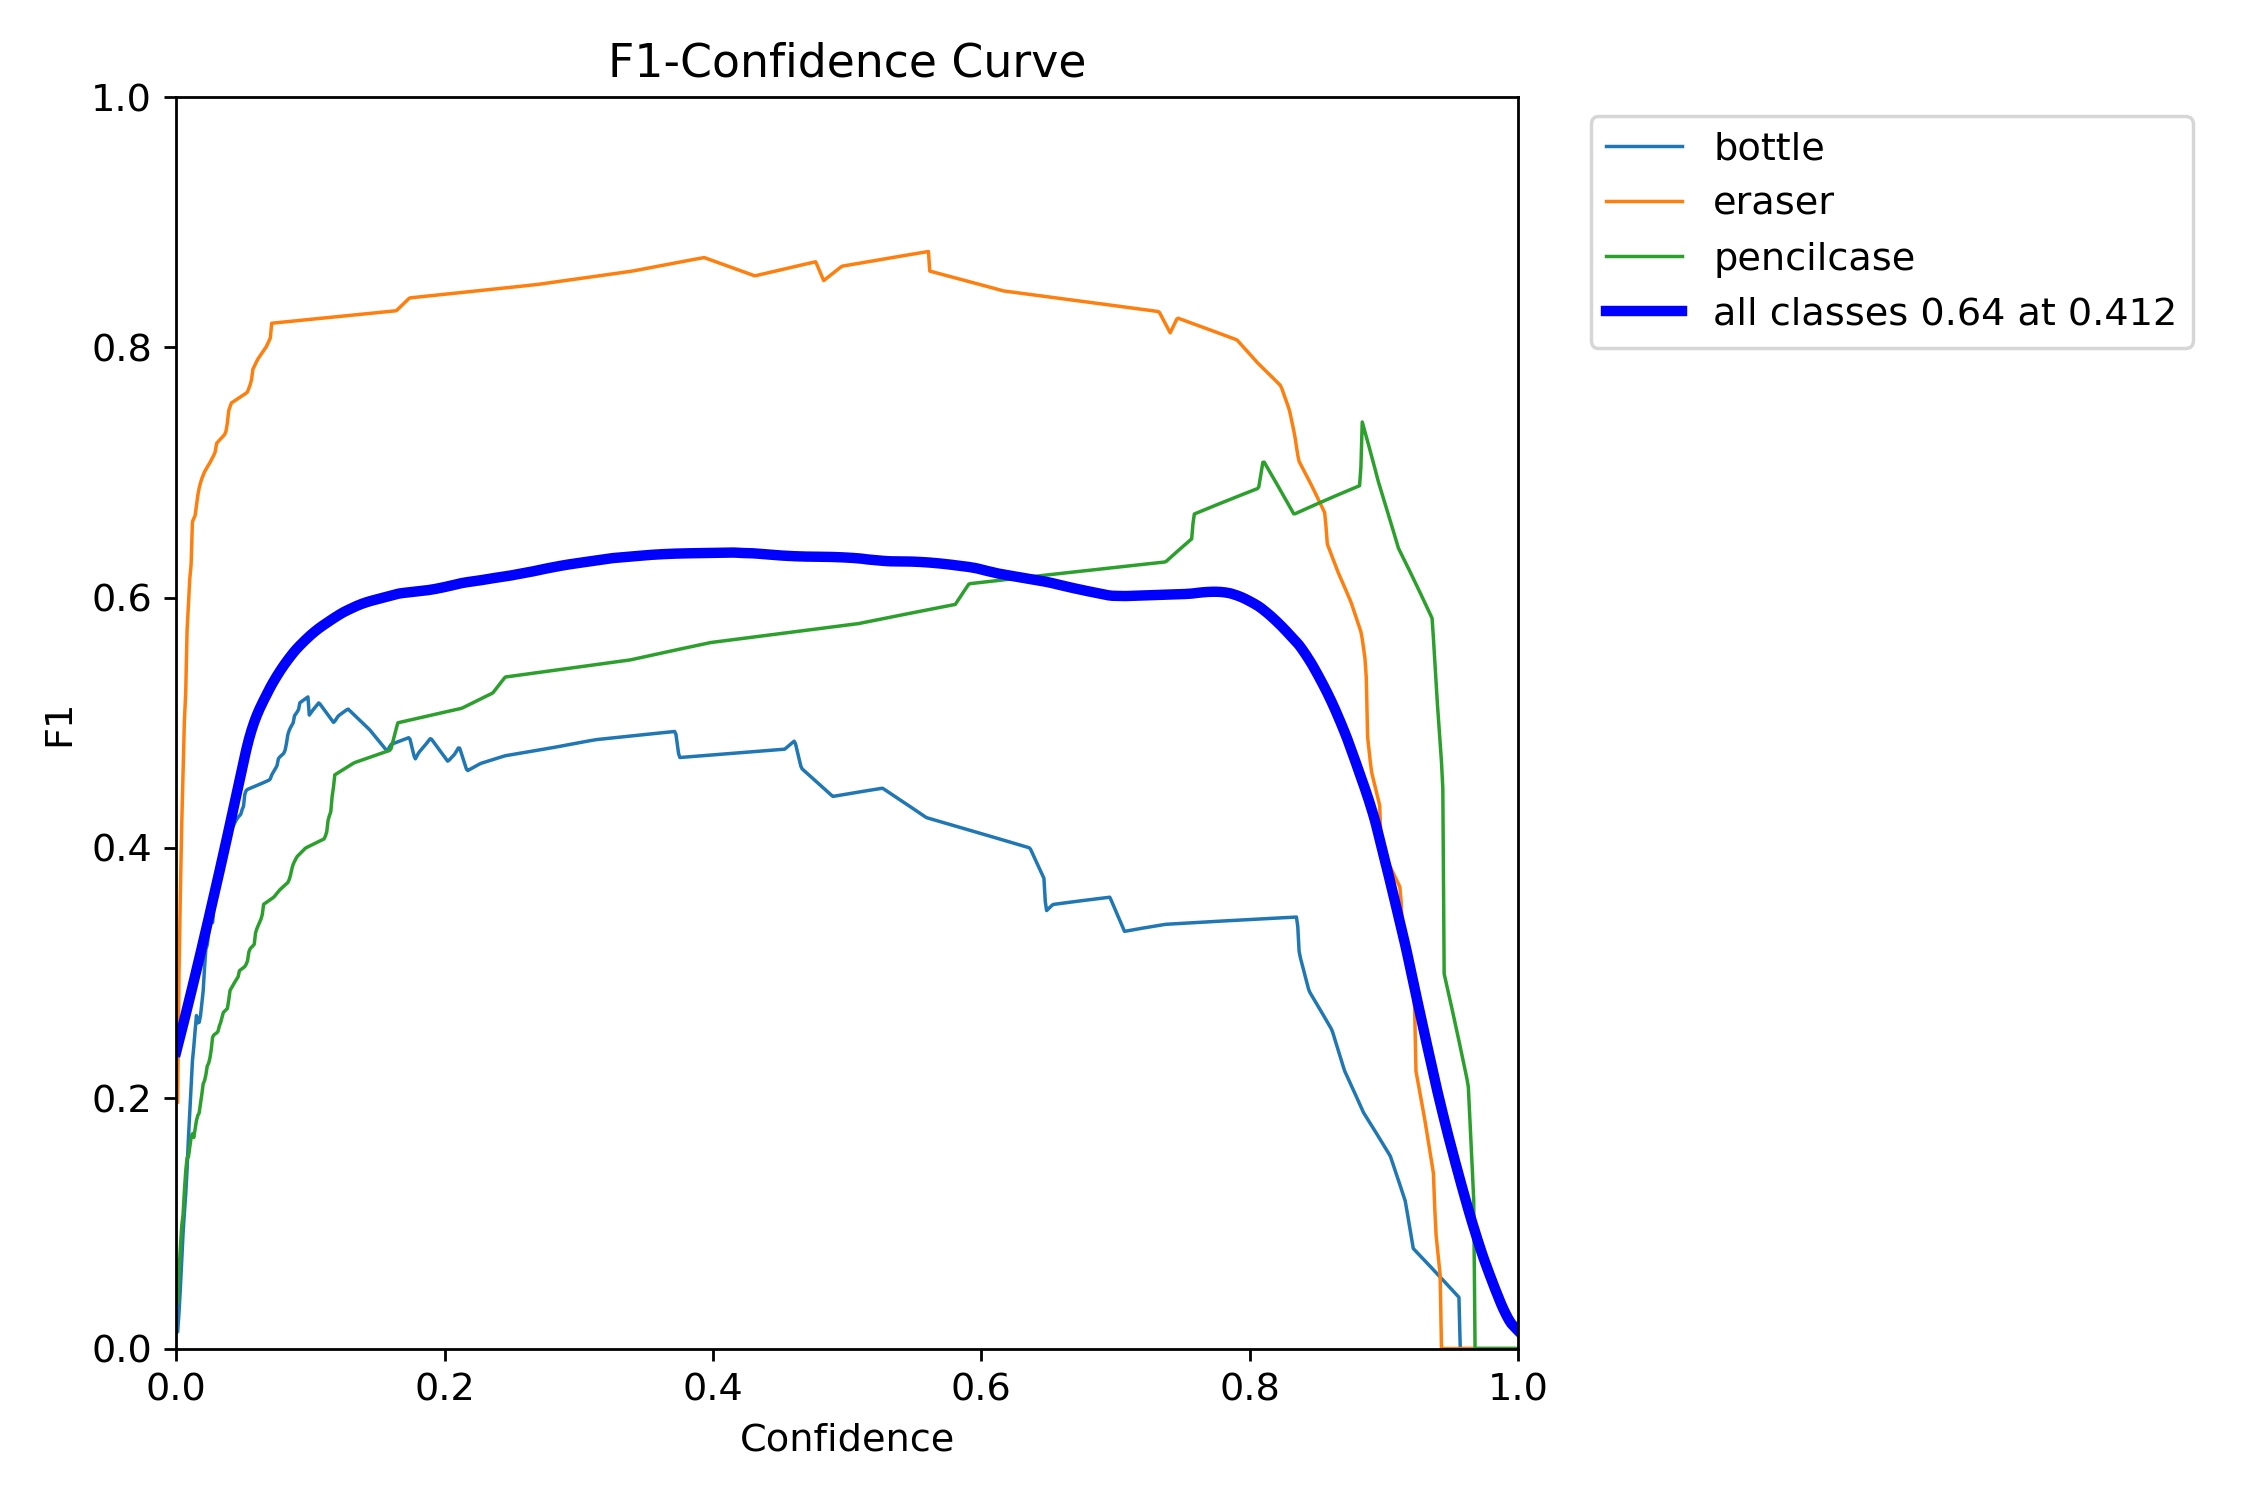 F1-Confidence Curve
1.0
0.8
0.6
0.4
0.2
0.0
F1
0.0 0.2 0.4 0.6 0.8 1.0
Confidence
bottle
eraser
pencilcase
all classes 0.64 at 0.412